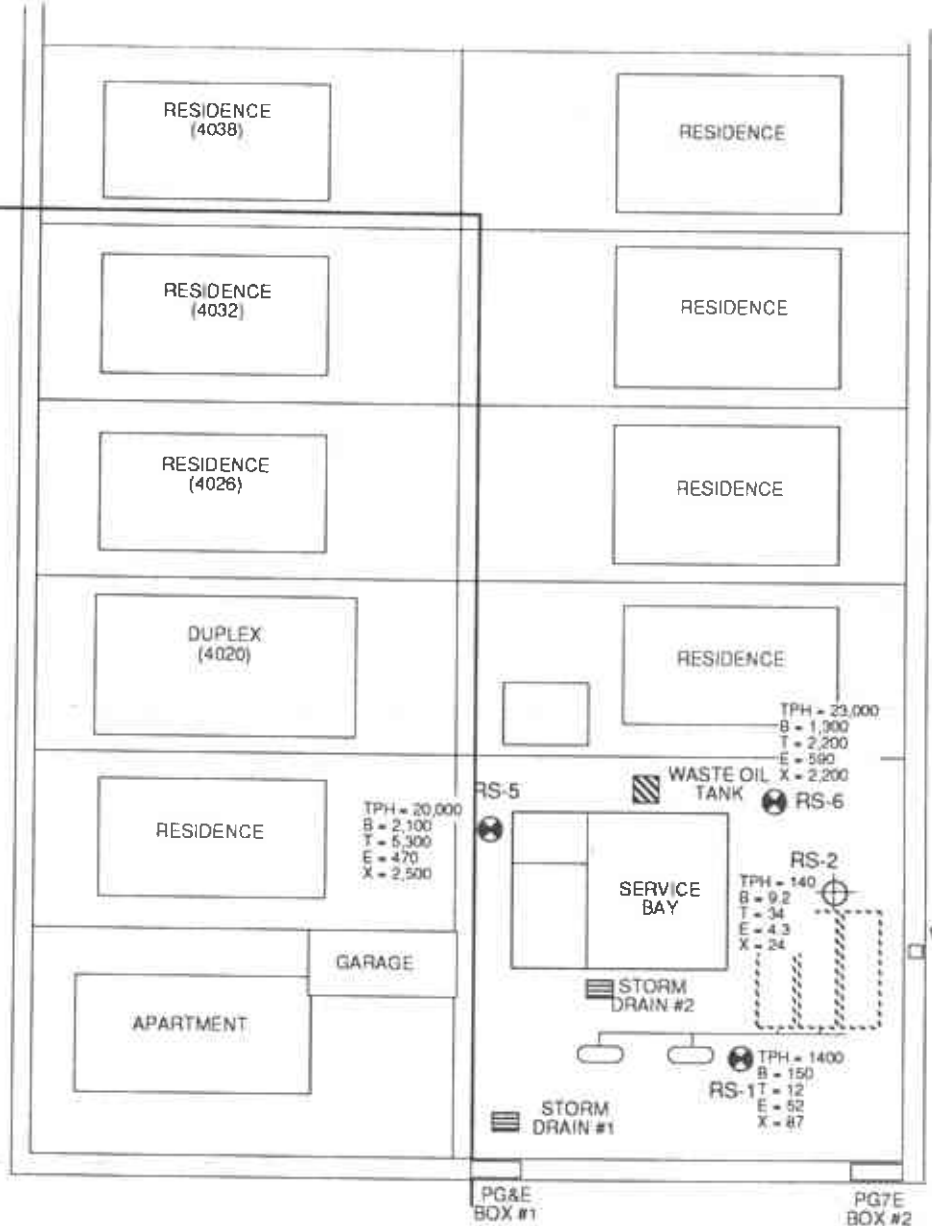 RESIDENCE
(4038)
RESIDENCE
RESIDENCE
(4032)
RESIDENCE
RESIDENCE
(4026)
RESIDENCE
DUPLEX
(4020)
RESIDENCE
TPH = 23,000
B = 1,300
T = 2,200
E = 590
X = 2,200
WASTE OIL
TANK
RS-6
RS-5
TPH = 20,000
B = 2,100
T = 5,300
E = 470
X = 2,500
RESIDENCE
SERVICE
BAY
RS-2
TPH = 140
B = 9.2
T = 34
E = 4.3
X = 24
GARAGE
APARTMENT
STORM
DRAIN #2
RS-1
TPH = 1400
B = 150
T = 12
E = 52
X = 87
STORM
DRAIN #1
PG&E
BOX #1
PG7E
BOX #2